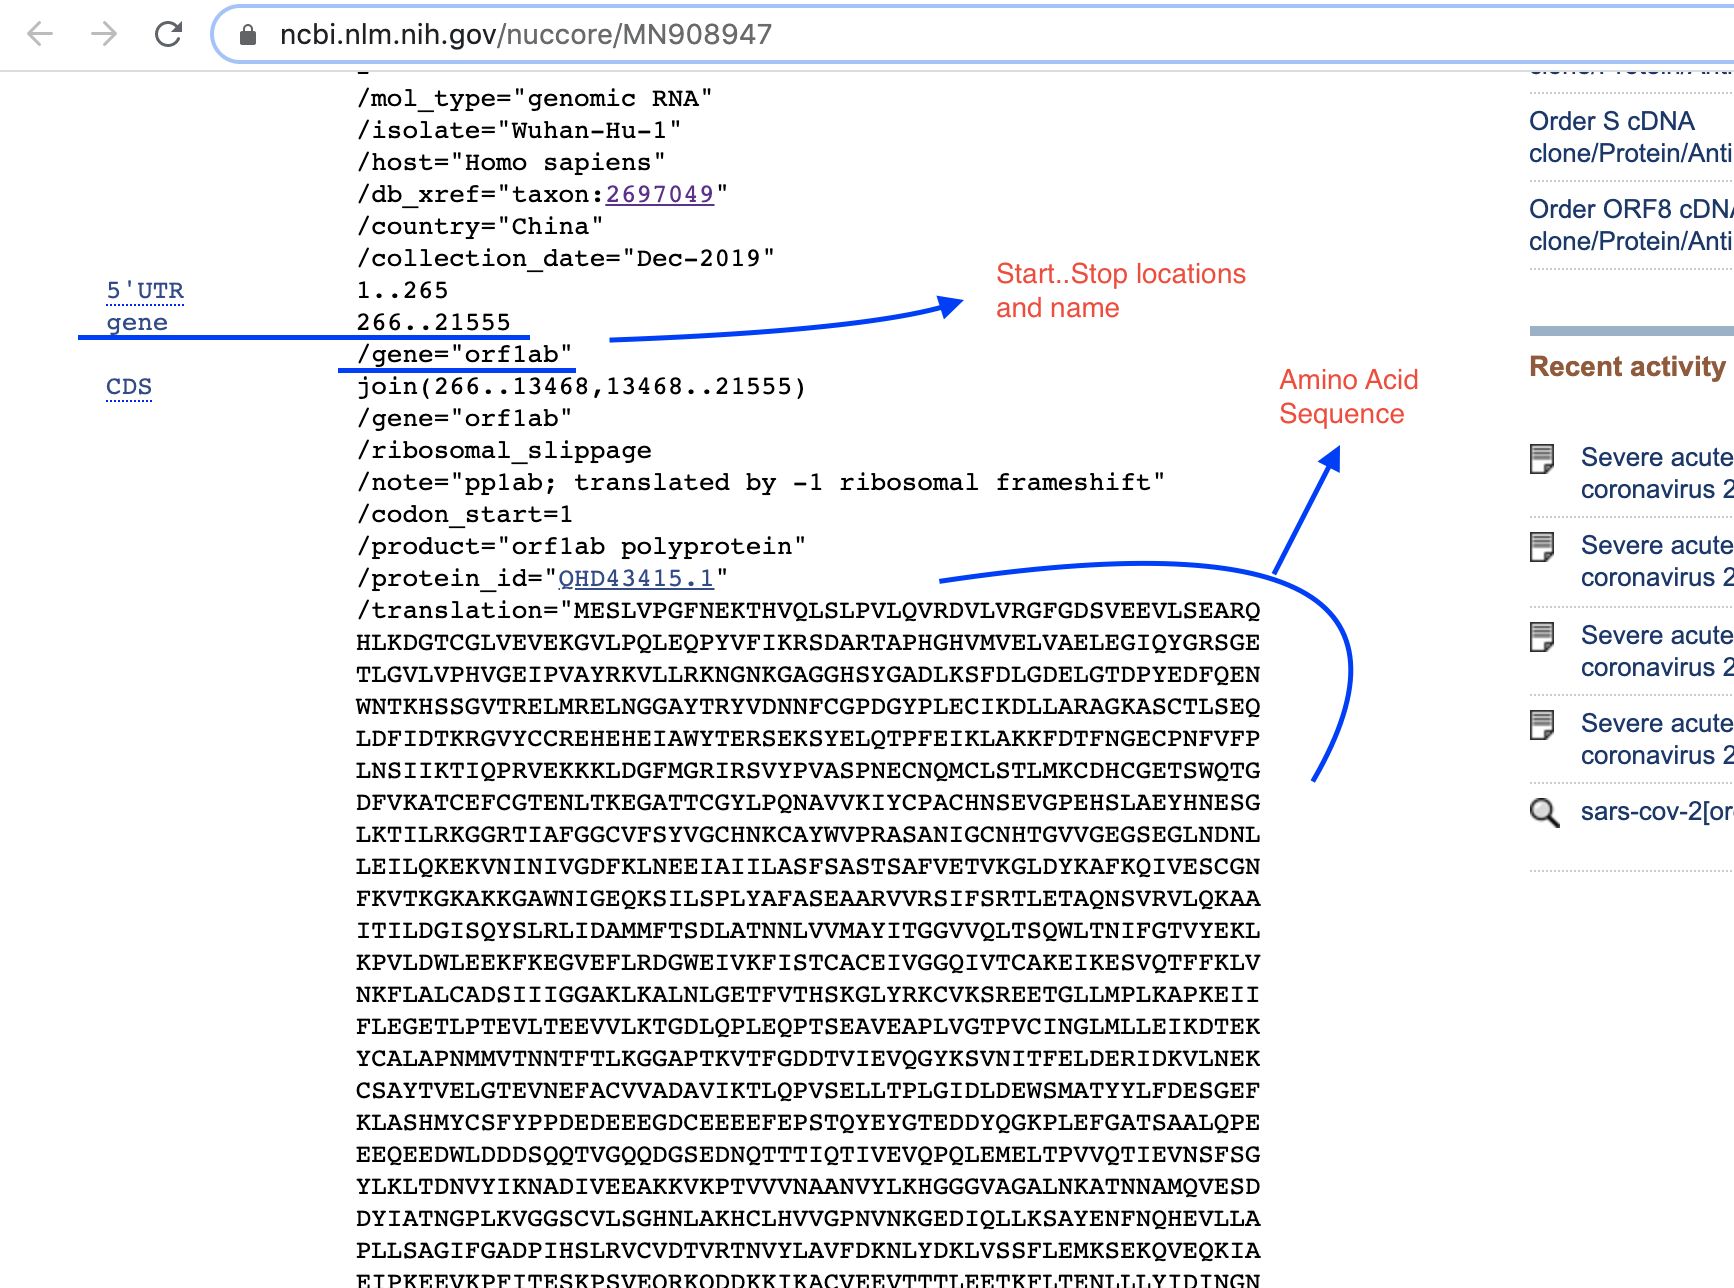 ncbi.nlm.nih.gov/nuccore/MN908947
/mol_type="genomic RNA"
/isolate="Wuhan-Hu-1"
/host="Homo sapiens"
/db_xref="taxon:2697049"
/country="China"
/collection_date="Dec-2019"
5'UTR 1..265
gene 266..21555
/gene="orf1ab"
CDS join(266..13468,13468..21555)
/gene="orf1ab"
/ribosomal_slippage
/note="pp1ab; translated by -1 ribosomal frameshift"
/codon_start=1
/product="orf1ab polyprotein"
/protein_id="QHD43415.1"
/translation="MESLVPGFNEKTHVQLSLPVLQVRDVLVRGFGDSVEEVLSEARQ
HLKDGTCGLVEVEKGVLPQLEQPYVFIKRSDARTAPHGHVMVELVAELEGIQYGRSGE
TLGVLVPHVGEIPVAYRKVLLRKNGNKGAGGHSYGADLKSFDLGDELGTDPYEDFQEN
WNTKHSSGVTRELMRELNGGAYTRYVDNNFCGPDGYPLECIKDLLARAGKASCTLSEQ
LDFIDTKRGVYCCREHEHEIAWYTERSEKSYELQTPFEIKLAKKFDTFNGECPNFVFP
LNSIIKTIQPRVEKKKLDGFMGRIRSVYPVASPNECNQMCLSTLMKCDHCGETSWQTG
DFVKATCEFCGTENLTKEGATTCGYLPQNAVVKIYCPACHNSEVGPEHSLAEYHNESG
LKTILRKGGRTIAFGGCVFSYVGCHNKCAYWVPRASANIGCNHTGVVGEGSEGLNDNL
LEILQKEKVNINIVGDFKLNEEIAIILASFSASTSAFVETVKGLDYKAFKQIVESCGN
FKVTKGKAKKGAWNIGEQKSILSPLYAFASEAARVVRSIFSRTLETAQNSVRVLQKAA
ITILDGISQYSLRLIDAMMFTSDLATNNLVVMAYITGGVVQLTSQWLTNIFGTVYEKL
KPVLDWLEEKFKEGVEFLRDGWEIVKFISTCACEIVGGQIVTCAKEIKESVQTFFKLV
NKFLALCADSIIIGGAKLKALNLGETFVTHSKGLYRKCVKSREETGLLMPLKAPKEII
FLEGETLPTEVLTEEVVLKTGDLQPLEQPTSEAVEAPLVGTPVCINGLMLLEIKDTEK
YCALAPNMMVTNNTFTLKGGAPTKVTFGDDTVIEVQGYKSVNITFELDERIDKVLNEK
CSAYTVELGTEVNEFACVVADAVIKTLQPVSELLTPLGIDLDEWSMATYYLFDESGEF
KLASHMYCSFYPPDEDEEEGDCEEEEFEPSTQYEYGTEDDYQGKPLEFGATSAALQPE
EEQEEDWLDDDSQQTVGQQDGSEDNQTTTIQTIVEVQPQLEMELTPVVQTIEVNSFSG
YLKLTDNVYIKNADIVEEAKKVKPTVVVNAANVYLKHGGGVAGALNKATNNAMQVESD
DYIATNGPLKVGGSCVLSGHNLAKHCLHVVGPNVNKGEDIQLLKSAYENFNQHEVLLA
PLLSAGIFGADPIHSLRVCVDTVRTNVYLAVFDKNLYDKLVSSFLEMKSEKQVEQKIA
EIPKEEVKPFITESKPSVEQRKQDDKKIKACVEEVTTTLEETKFLTENLLLYIDINGN
Start..Stop locations
and name
Amino Acid
Sequence
Order S cDNA
clone/Protein/Anti
Order ORF8 cDNA
clone/Protein/Anti
Recent activity
Severe acute
coronavirus 2
Severe acute
coronavirus 2
Severe acute
coronavirus 2
Severe acute
coronavirus 2
sars-cov-2[or